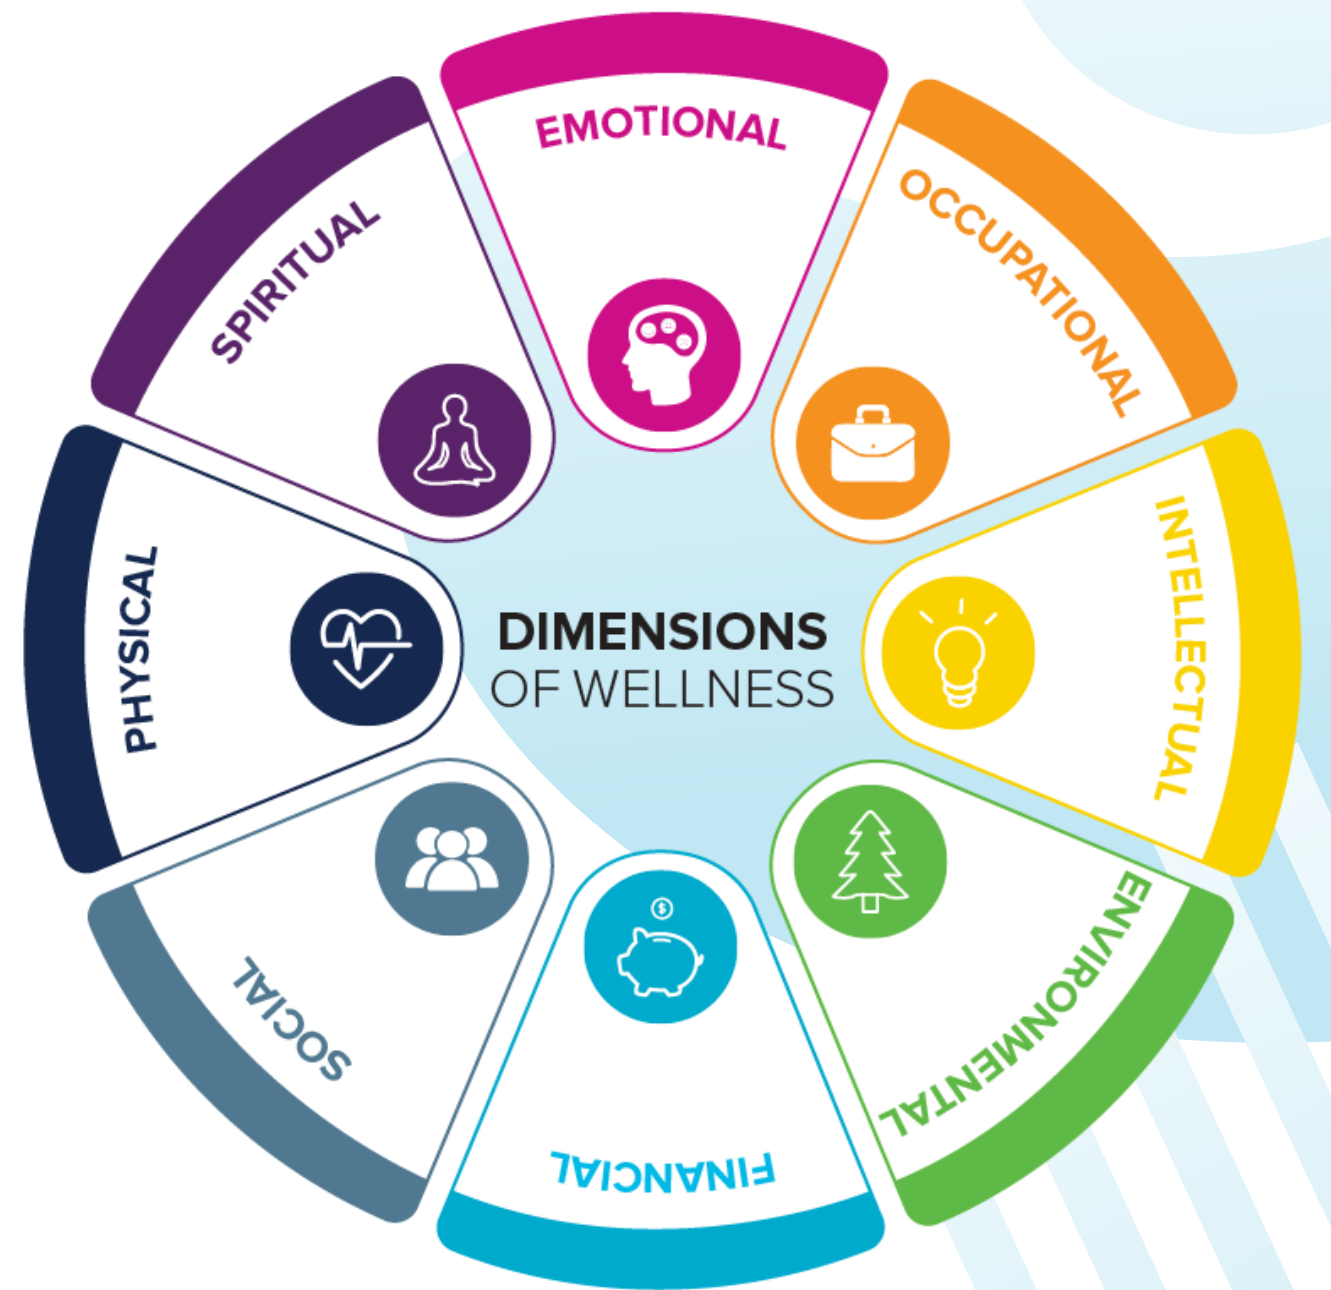 EMOTIONAL
OCCUPATIONAL
INTELLECTUAL
ENVIRONMENTAL
FINANCIAL
SOCIAL
PHYSICAL
SPIRITUAL
DIMENSIONS
OF WELLNESS
$